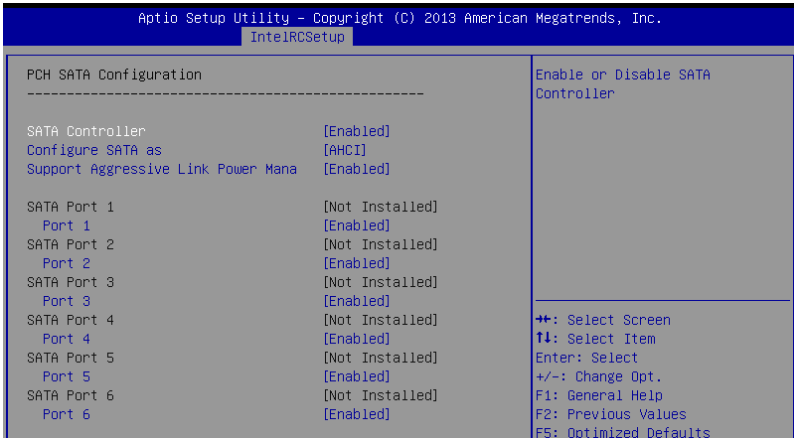 Aptio Setup Utility – Copyright (C) 2013 American Megatrends, Inc.
IntelRCSetup
PCH SATA Configuration
---------------------------------------------------
SATA Controller [Enabled]
Configure SATA as [AHCI]
Support Aggressive Link Power Mana [Enabled]
SATA Port 1 [Not Installed]
Port 1 [Enabled]
SATA Port 2 [Not Installed]
Port 2 [Enabled]
SATA Port 3 [Not Installed]
Port 3 [Enabled]
SATA Port 4 [Not Installed]
Port 4 [Enabled]
SATA Port 5 [Not Installed]
Port 5 [Enabled]
SATA Port 6 [Not Installed]
Port 6 [Enabled]
Enable or Disable SATA
Controller
→←: Select Screen
↑↓: Select Item
Enter: Select
+/-: Change Opt.
F1: General Help
F2: Previous Values
F5: Optimized Defaults